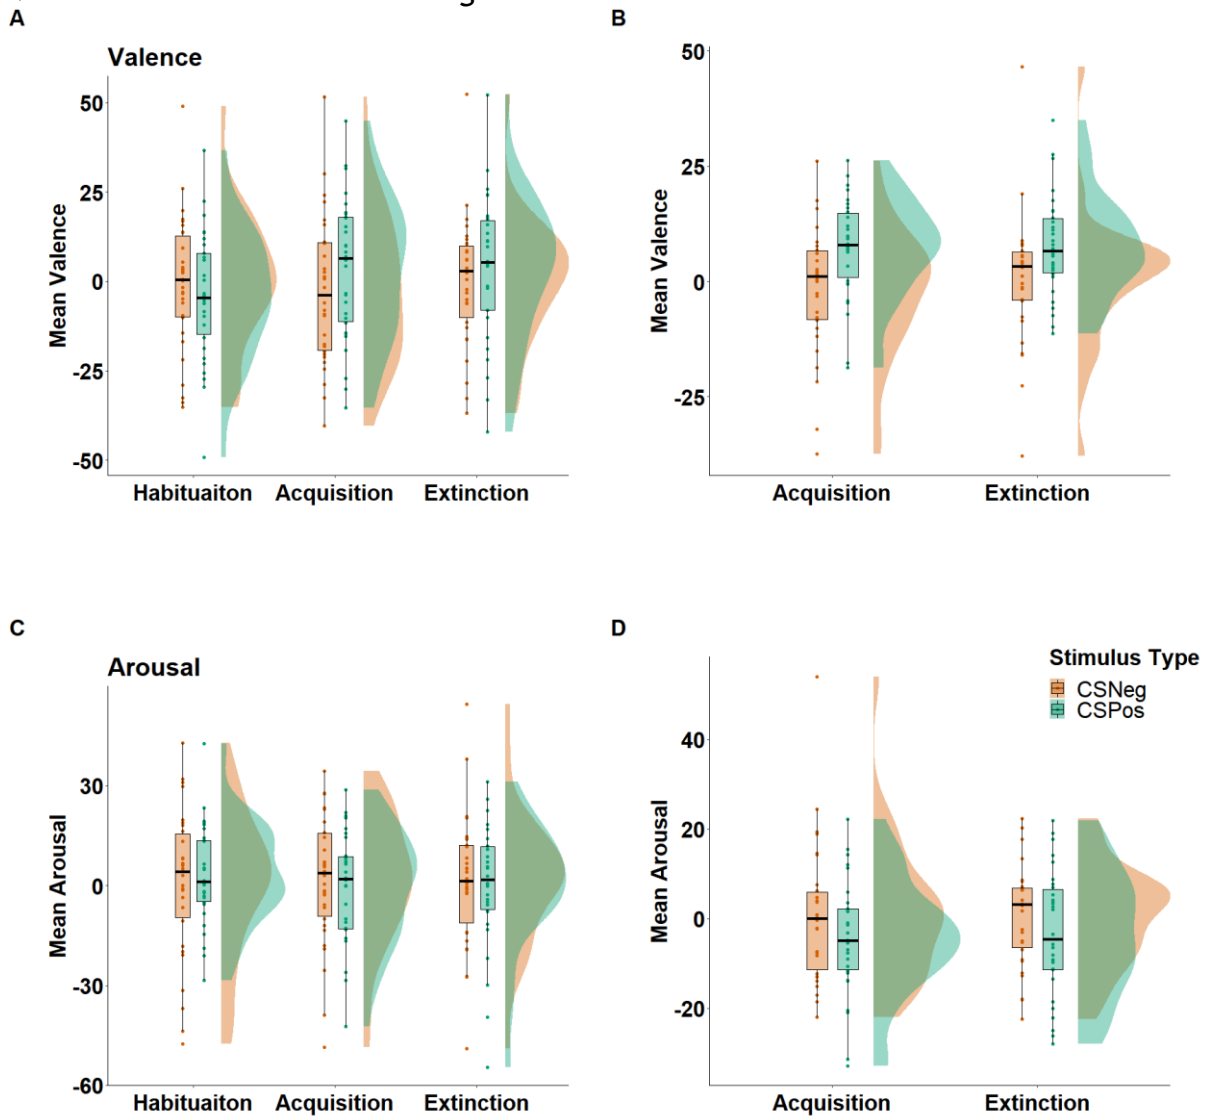 A
B
Valence
Mean Valence
50
25
0
-25
-50
Habituaiton Acquisition Extinction
Mean Valence
50
25
0
-25
Acquisition Extinction
C
D
Arousal
Mean Arousal
30
0
-30
-60
Habituaiton Acquisition Extinction
Stimulus Type
CSNeg
CSPos
Mean Arousal
40
20
0
-20
Acquisition Extinction